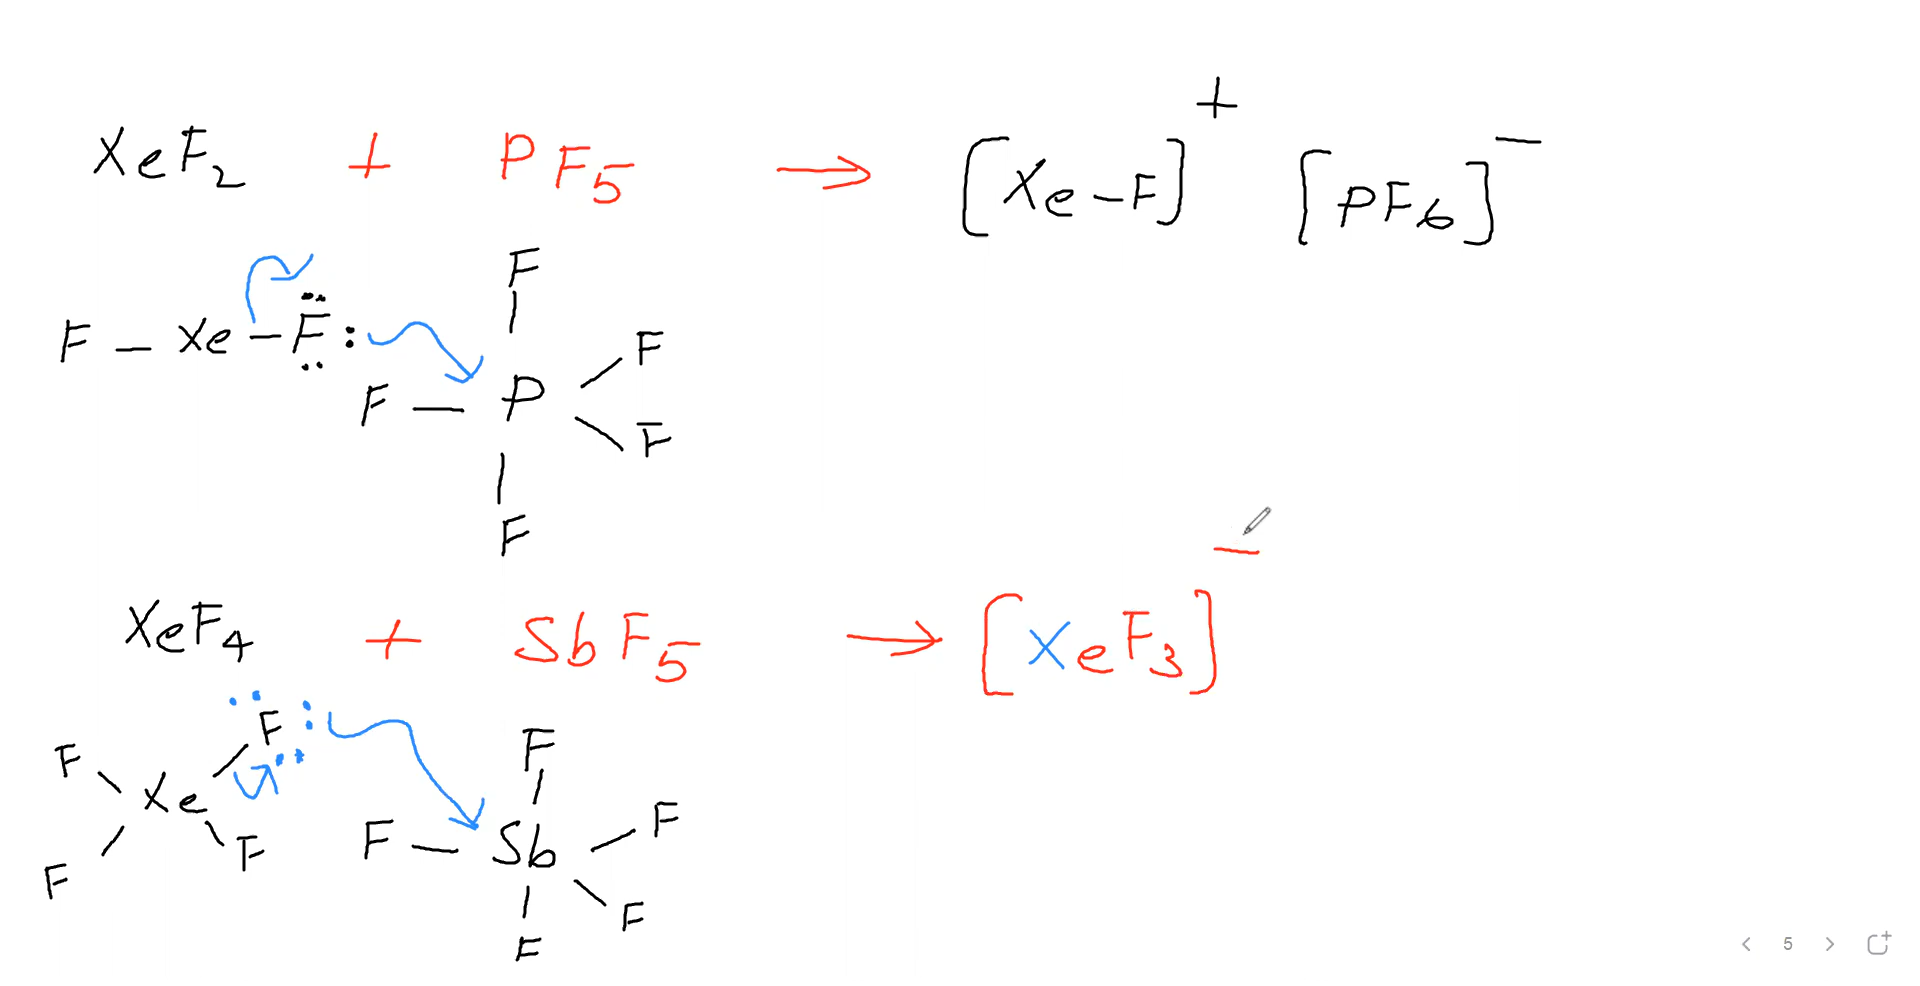 XeF₂ + PF₅ → [Xe–F]⁺ [PF₆]⁻
F
F – Xe – F: F
F – P
F
F
XeF₄ + SbF₅ → [XeF₃]⁻
F F
F Xe F F
F F – Sb
F F
F
< 5 >